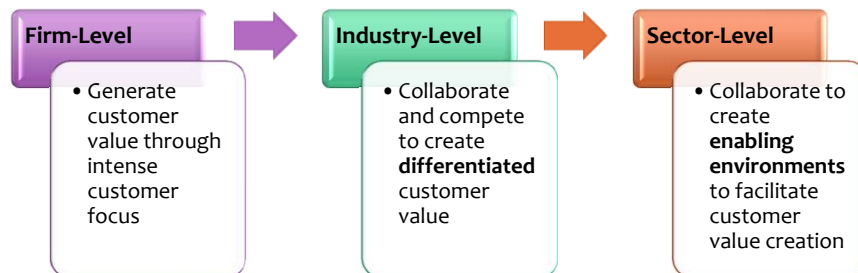 Firm-Level
• Generate
customer
value through
intense
customer
focus
Industry-Level
• Collaborate
and compete
to create
differentiated
customer
value
Sector-Level
• Collaborate to
create
enabling
environments
to facilitate
customer
value creation